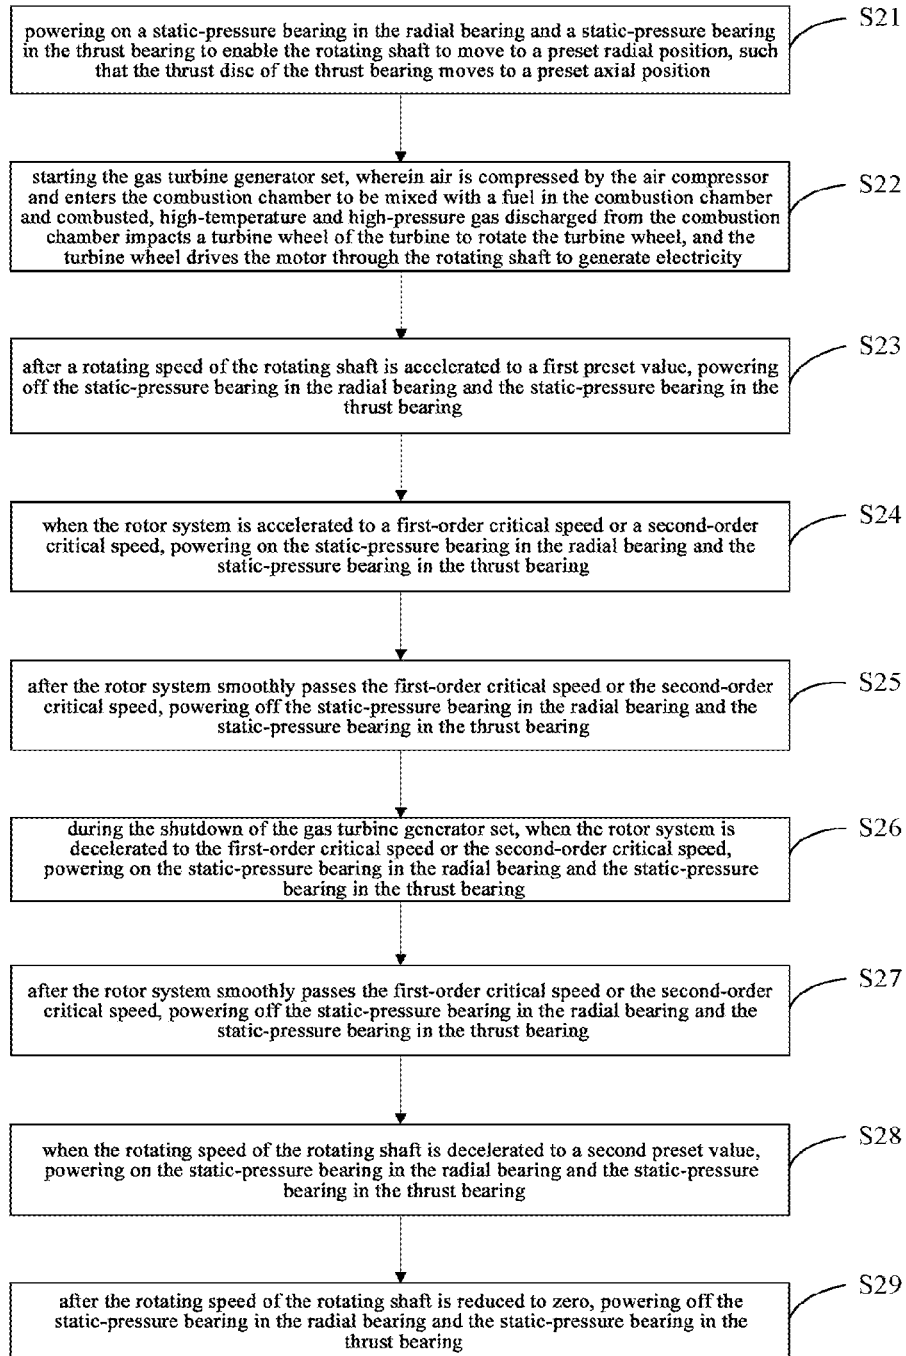 powering on a static-pressure bearing in the radial bearing and a static-pressure bearing
in the thrust bearing to enable the rotating shaft to move to a preset radial position, such
that the thrust disc of the thrust bearing moves to a preset axial position
S21
starting the gas turbine generator set, wherein air is compressed by the air compressor
and enters the combustion chamber to be mixed with a fuel in the combustion chamber
and combusted, high-temperature and high-pressure gas discharged from the combustion
chamber impacts a turbine wheel of the turbine to rotate the turbine wheel, and the
turbine wheel drives the motor through the rotating shaft to generate electricity
S22
after a rotating speed of the rotating shaft is accelerated to a first preset value, powering
off the static-pressure bearing in the radial bearing and the static-pressure bearing in the
thrust bearing
S23
when the rotor system is accelerated to a first-order critical speed or a second-order
critical speed, powering on the static-pressure bearing in the radial bearing and the
static-pressure bearing in the thrust bearing
S24
after the rotor system smoothly passes the first-order critical speed or the second-order
critical speed, powering off the static-pressure bearing in the radial bearing and the
static-pressure bearing in the thrust bearing
S25
during the shutdown of the gas turbine generator set, when the rotor system is
decelerated to the first-order critical speed or the second-order critical speed,
powering on the static-pressure bearing in the radial bearing and the static-pressure
bearing in the thrust bearing
S26
after the rotor system smoothly passes the first-order critical speed or the second-order
critical speed, powering off the static-pressure bearing in the radial bearing and the
static-pressure bearing in the thrust bearing
S27
when the rotating speed of the rotating shaft is decelerated to a second preset value,
powering on the static-pressure bearing in the radial bearing and the static-pressure
bearing in the thrust bearing
S28
after the rotating speed of the rotating shaft is reduced to zero, powering off the
static-pressure bearing in the radial bearing and the static-pressure bearing in the
thrust bearing
S29